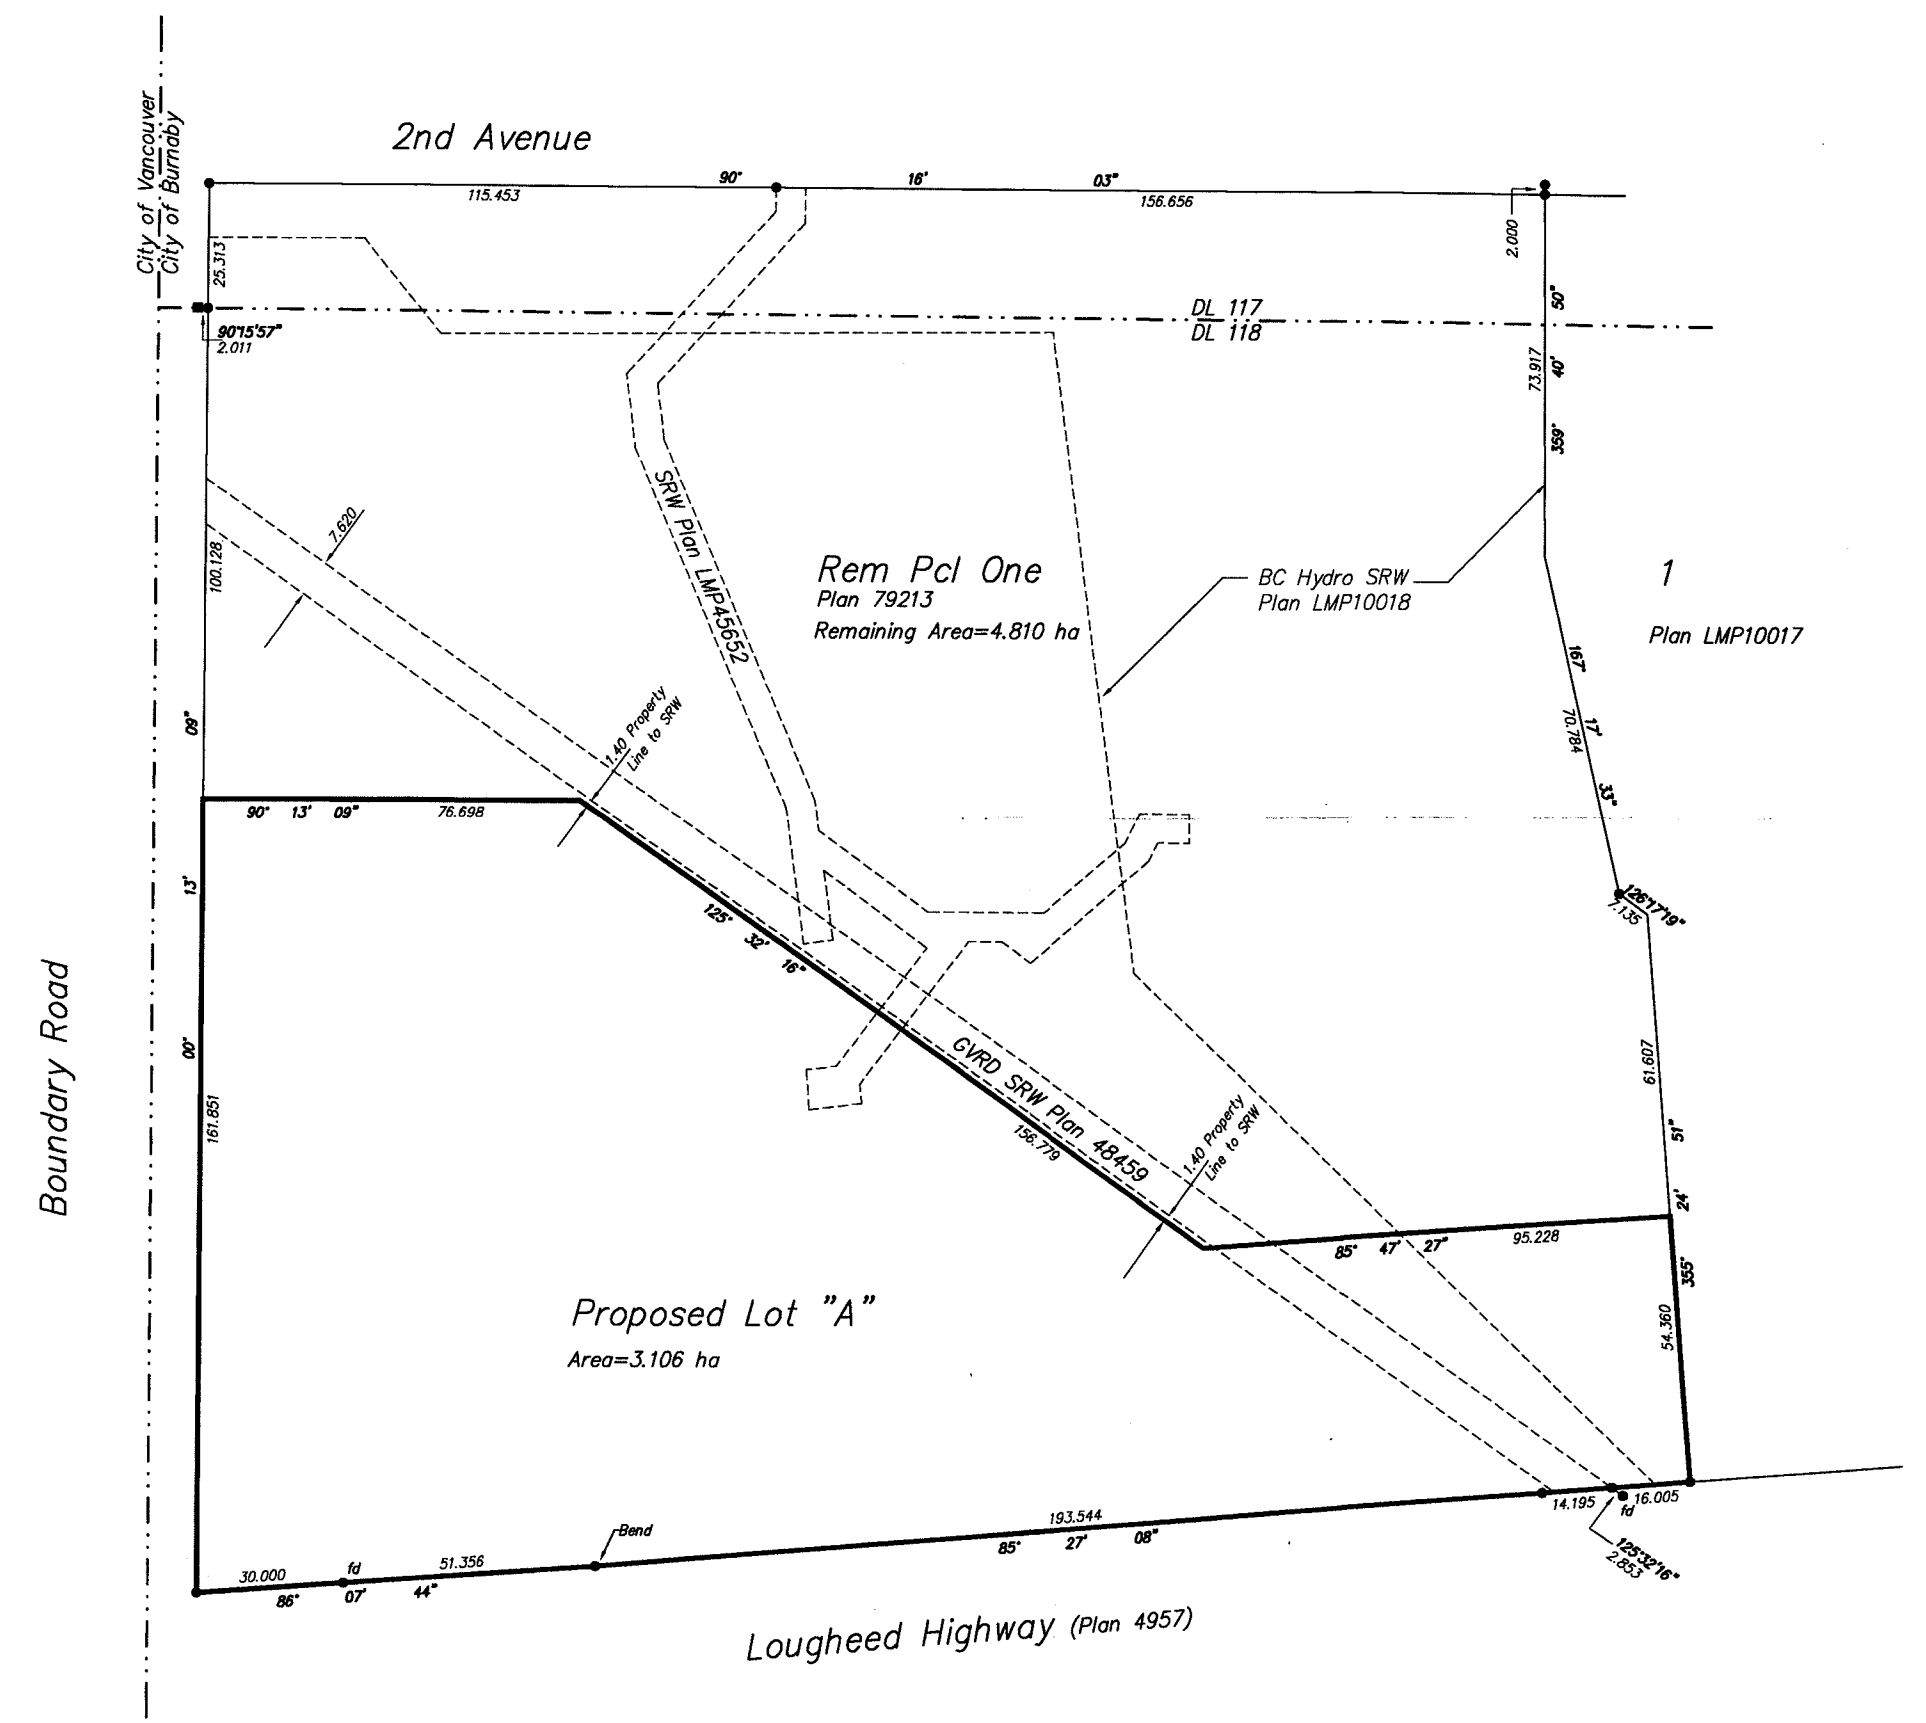 City of Vancouver
City of Burnaby
2nd Avenue
90° 16' 03"
115.453
156.656
2.000
25.313
90°15'57"
2.011
DL 117
DL 118
73.917
359° 40' 50"
7.620
100.128
SRW Plan LMP45652
Rem Pcl One
Plan 79213
Remaining Area=4.810 ha
BC Hydro SRW
Plan LMP10018
1
Plan LMP10017
167° 17' 33"
70.784
1.40 Property
Line to SRW
90° 13' 09"
76.698
00° 13' 09"
161.851
125° 32' 16"
156.779
GVRD SRW Plan 48459
126°17'19"
7.135
61.607
355° 24' 51"
1.40 Property
Line to SRW
85° 47' 27"
95.228
54.360
Boundary Road
Proposed Lot "A"
Area=3.106 ha
30.000
fd
51.356
86° 07' 44"
Bend
193.544
85° 27' 08"
14.195
fd
16.005
125°32'16"
2.853
Lougheed Highway (Plan 4957)